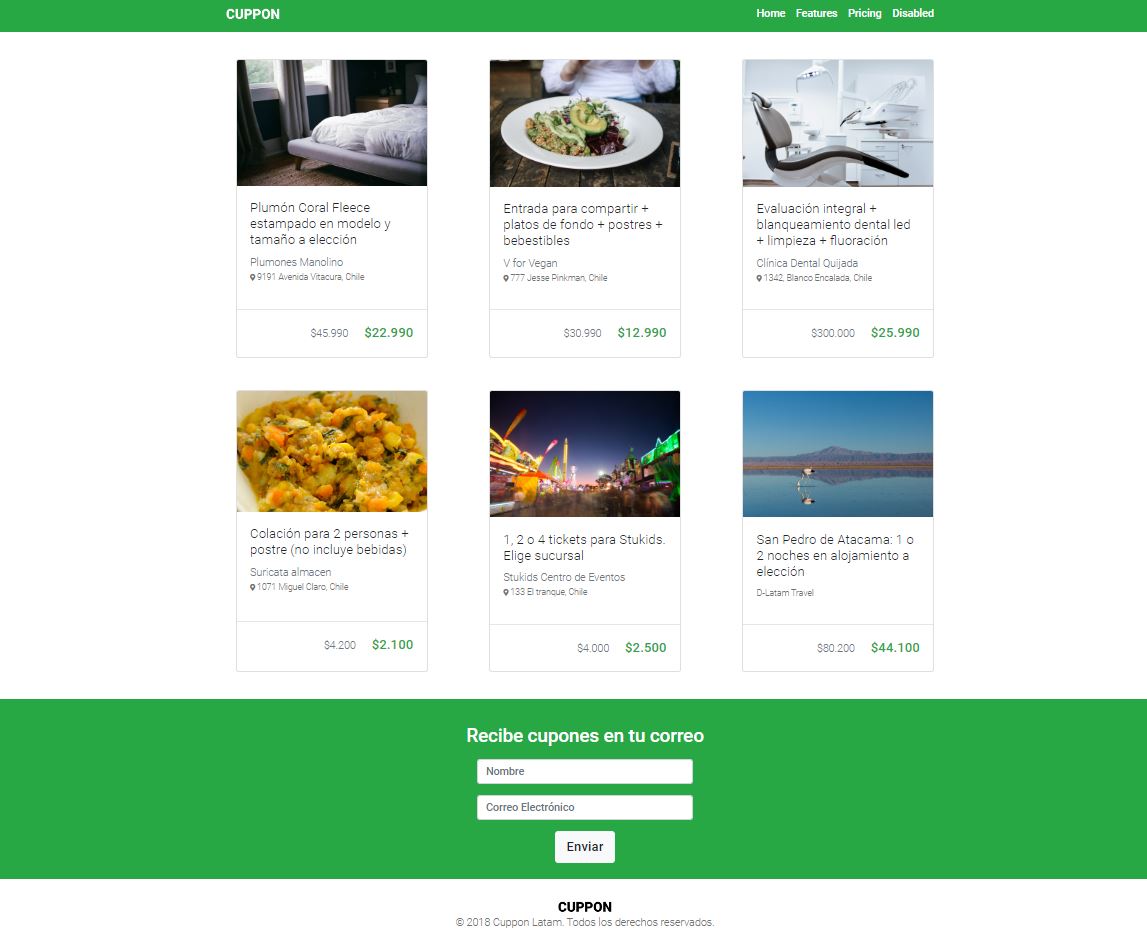 CUPPON
Home Features Pricing Disabled
Plumón Coral Fleece
estampado en modelo y
tamaño a elección
Plumones Manolino
9191 Avenida Vitacura, Chile
$45.990 $22.990
Entrada para compartir +
platos de fondo + postres +
bebestibles
V for Vegan
777 Jesse Pinkman, Chile
$30.990 $12.990
Evaluación integral +
blanqueamiento dental led
+ limpieza + fluoración
Clínica Dental Quijada
1342, Blanco Encalada, Chile
$300.000 $25.990
Colación para 2 personas +
postre (no incluye bebidas)
Suricata almacen
1071 Miguel Claro, Chile
$4.200 $2.100
1, 2 o 4 tickets para Stukids.
Elige sucursal
Stukids Centro de Eventos
133 El tranque, Chile
$4.000 $2.500
San Pedro de Atacama: 1 o
2 noches en alojamiento a
elección
D-Latam Travel
$80.200 $44.100
Recibe cupones en tu correo
Nombre
Correo Electrónico
Enviar
CUPPON
© 2018 Cuppon Latam. Todos los derechos reservados.